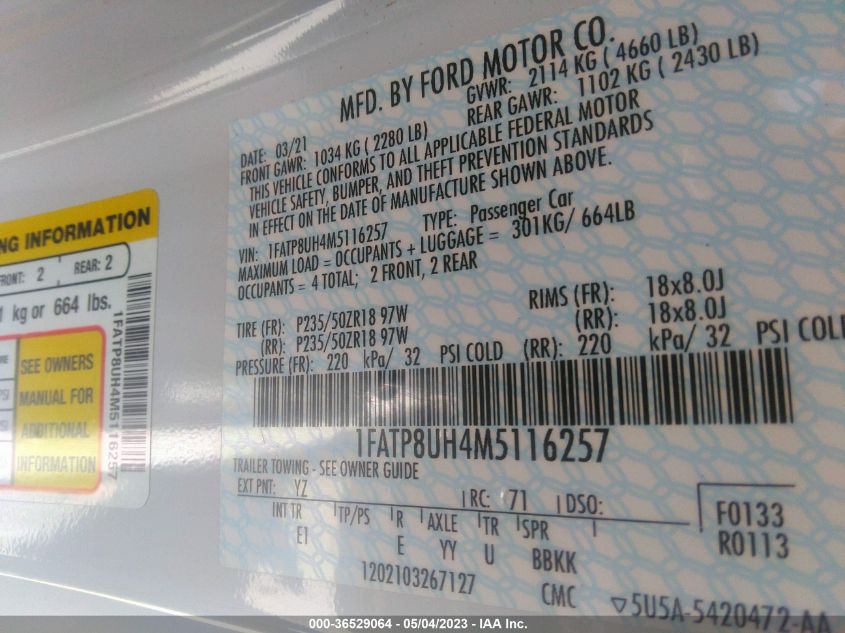 MFD. BY FORD MOTOR CO.
DATE: 03/21 GVWR: 2114 KG ( 4660 LB)
FRONT GAWR: 1034 KG ( 2280 LB) REAR GAWR: 1102 KG ( 2430 LB)
THIS VEHICLE CONFORMS TO ALL APPLICABLE FEDERAL MOTOR
VEHICLE SAFETY, BUMPER, AND THEFT PREVENTION STANDARDS
IN EFFECT ON THE DATE OF MANUFACTURE SHOWN ABOVE.
VIN: 1FATP8UH4M5116257 TYPE: Passenger Car
MAXIMUM LOAD = OCCUPANTS + LUGGAGE = 301KG/ 664LB
OCCUPANTS = 4 TOTAL; 2 FRONT, 2 REAR
TIRE (FR): P235/50ZR18 97W RIMS (FR): 18x8.0J
(RR): P235/50ZR18 97W (RR): 18x8.0J
PRESSURE (FR): 220 kPa/ 32 PSI COLD (RR): 220 kPa/ 32 PSI COLD
1FATP8UH4M5116257
TRAILER TOWING - SEE OWNER GUIDE
EXT PNT: YZ RC: 71 DSO:
INT TR TP/PS R AXLE TR SPR
E1 E YY U BBKK
F0133
R0113
1202103267127 CMC
▽5U5A-5420472-AA
NG INFORMATION
FRONT: 2 REAR: 2
1 kg or 664 lbs.
SEE OWNERS
MANUAL FOR
ADDITIONAL
INFORMATION
PSI
PSI
1FATP8UH4M5116257
000-36529064 - 05/04/2023 - IAA Inc.